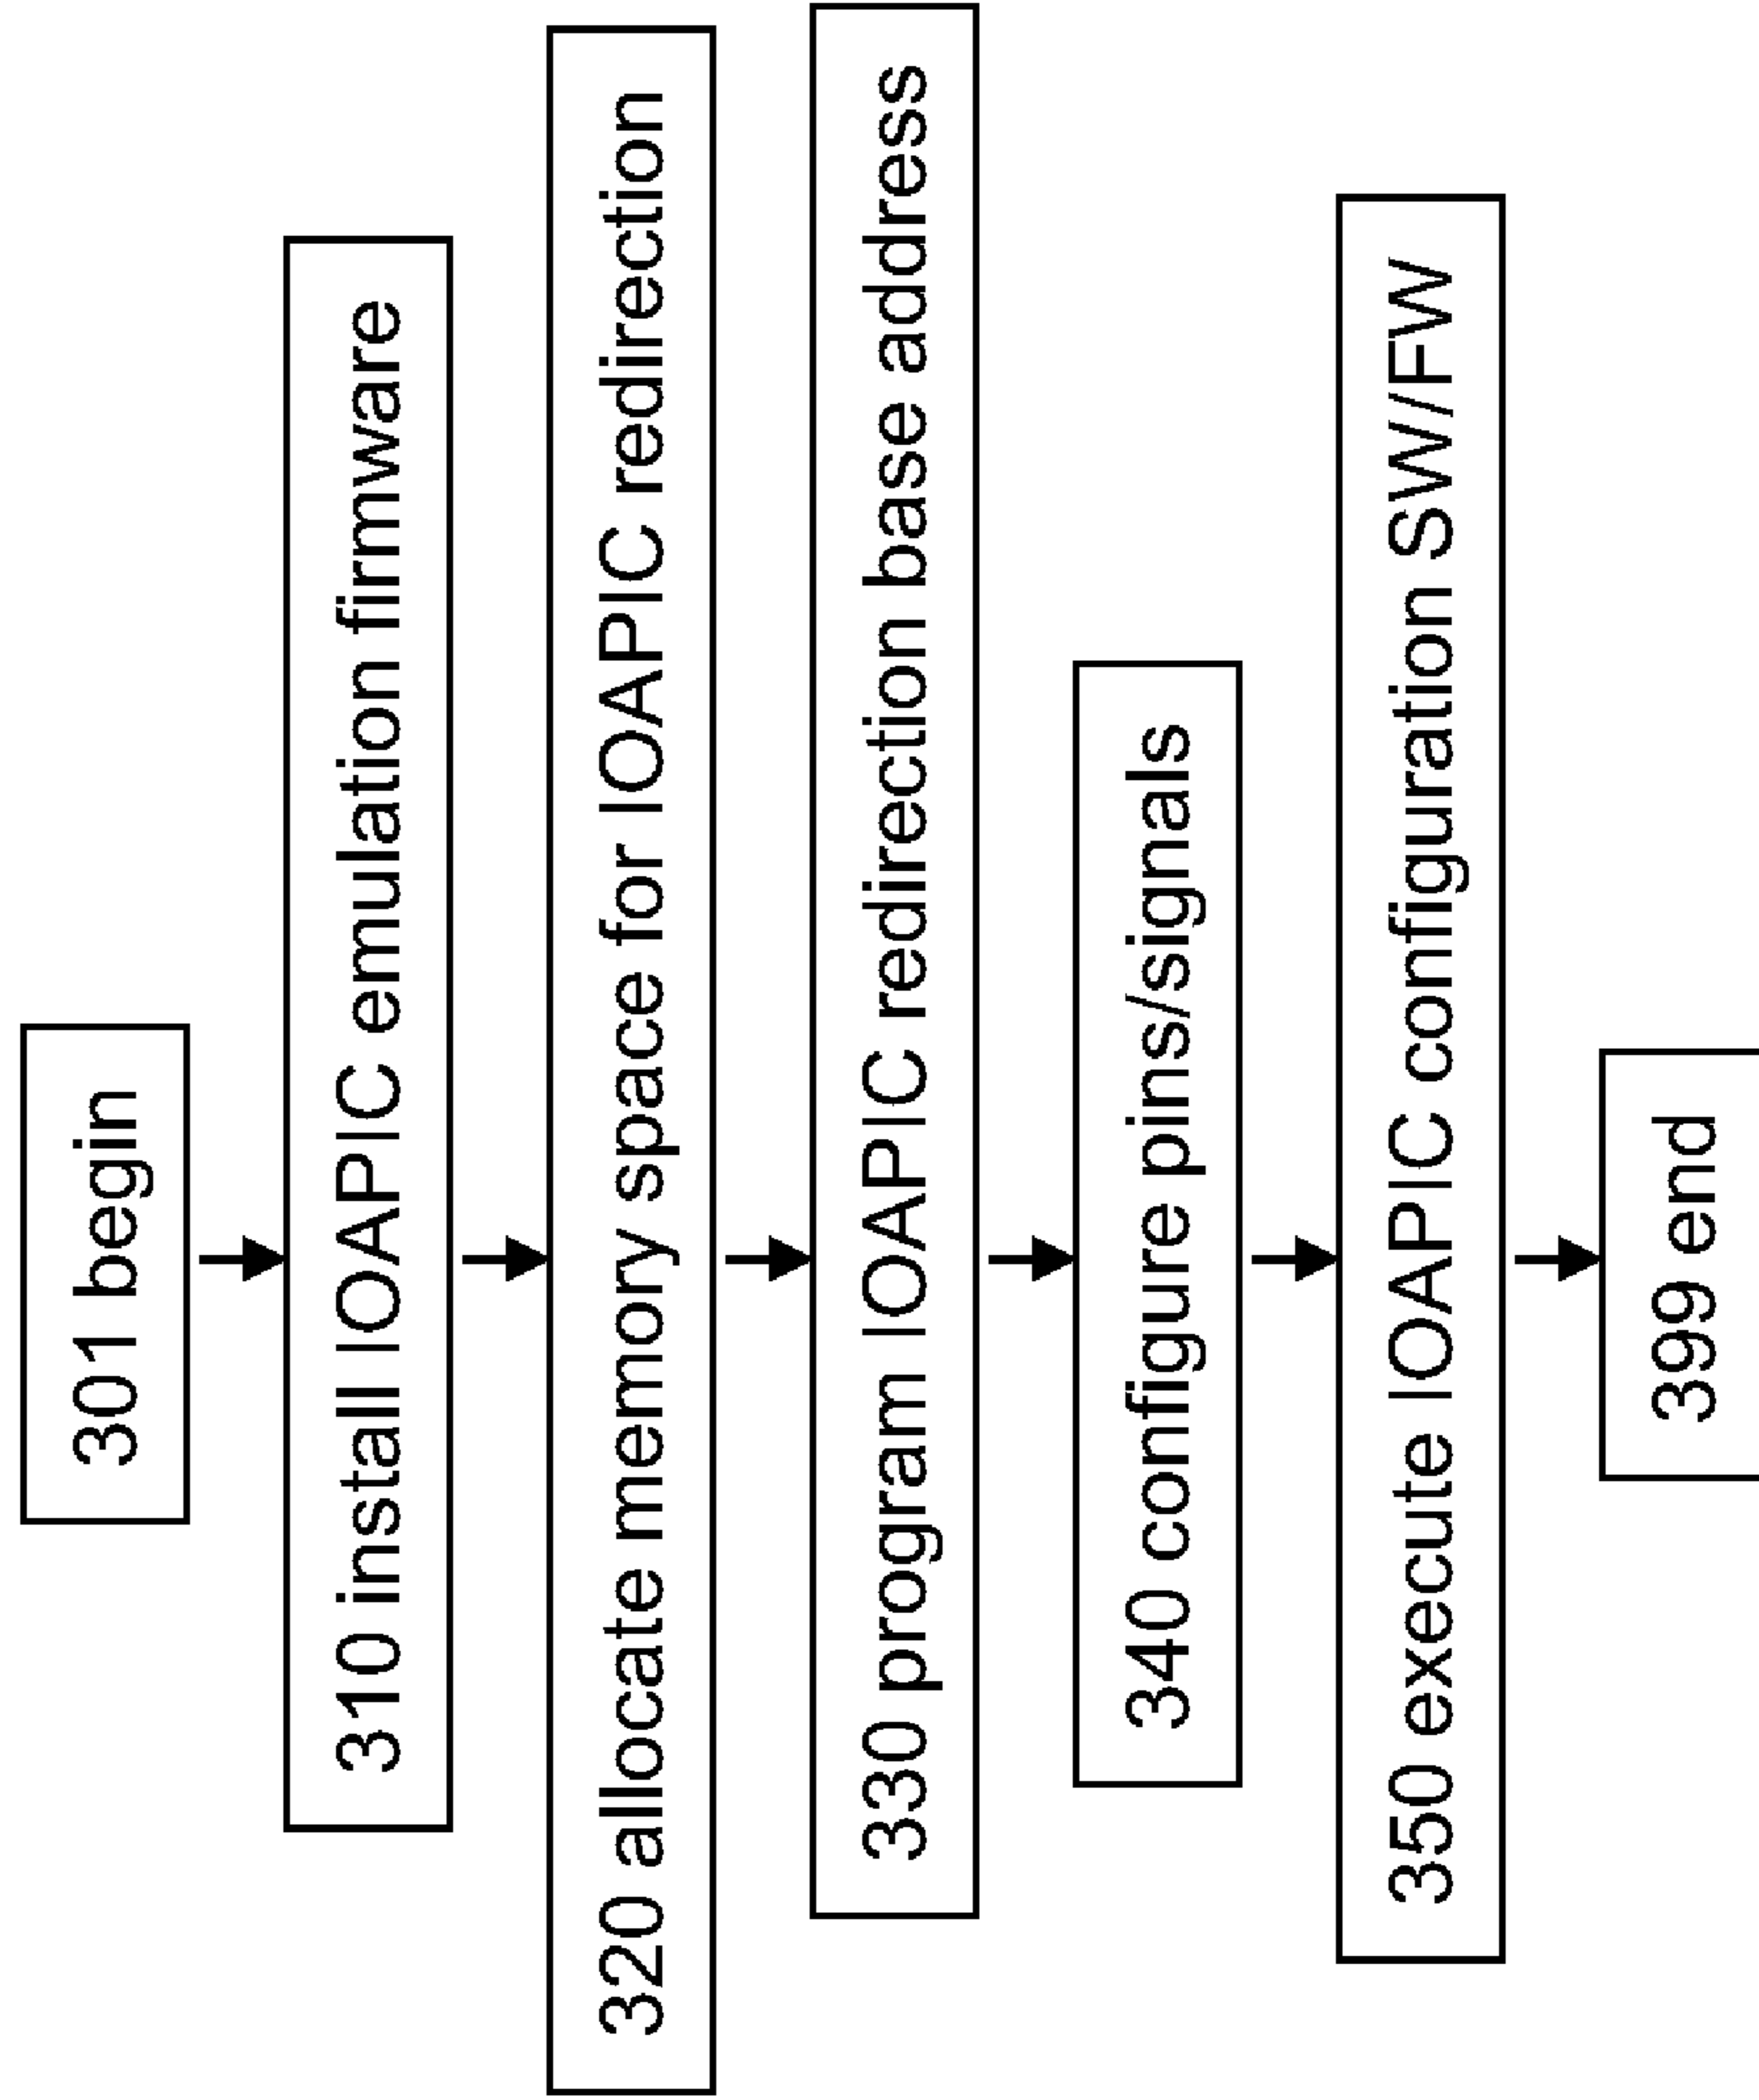 301 begin
310 install IOAPIC emulation firmware
320 allocate memory space for IOAPIC redirection
330 program IOAPIC redirection base address
340 configure pins/signals
350 execute IOAPIC configuration SW/FW
399 end